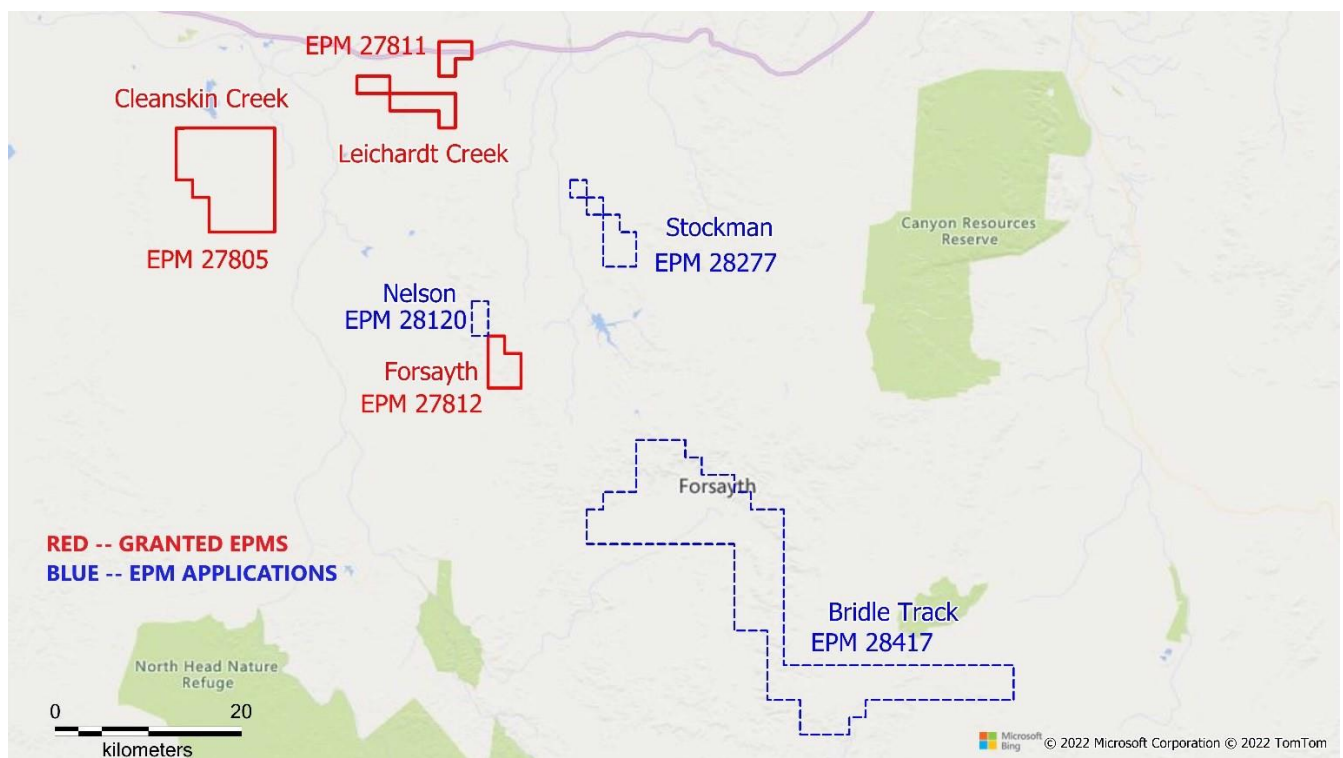 EPM 27811
Cleanskin Creek
Leichardt Creek
EPM 27805
Stockman
EPM 28277
Canyon Resources
Reserve
Nelson
EPM 28120
Forsayth
EPM 27812
Forsayth
RED -- GRANTED EPMS
BLUE -- EPM APPLICATIONS
Bridle Track
EPM 28417
North Head Nature
Refuge
0 20
kilometers
Microsoft
Bing
© 2022 Microsoft Corporation © 2022 TomTom